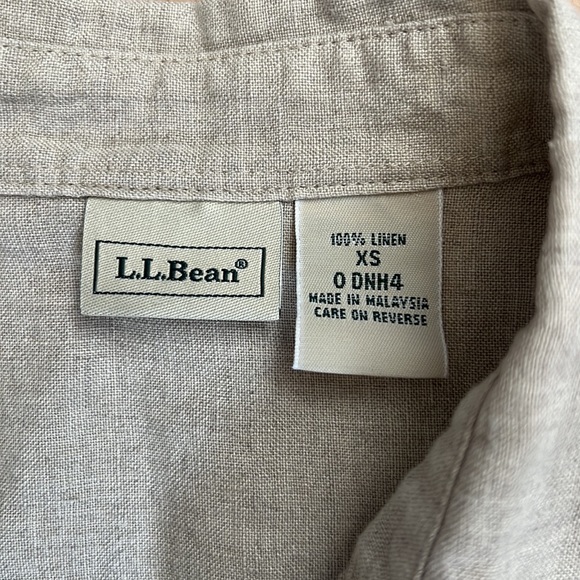 L.L.Bean®
100% LINEN
XS
0 DNH4
MADE IN MALAYSIA
CARE ON REVERSE